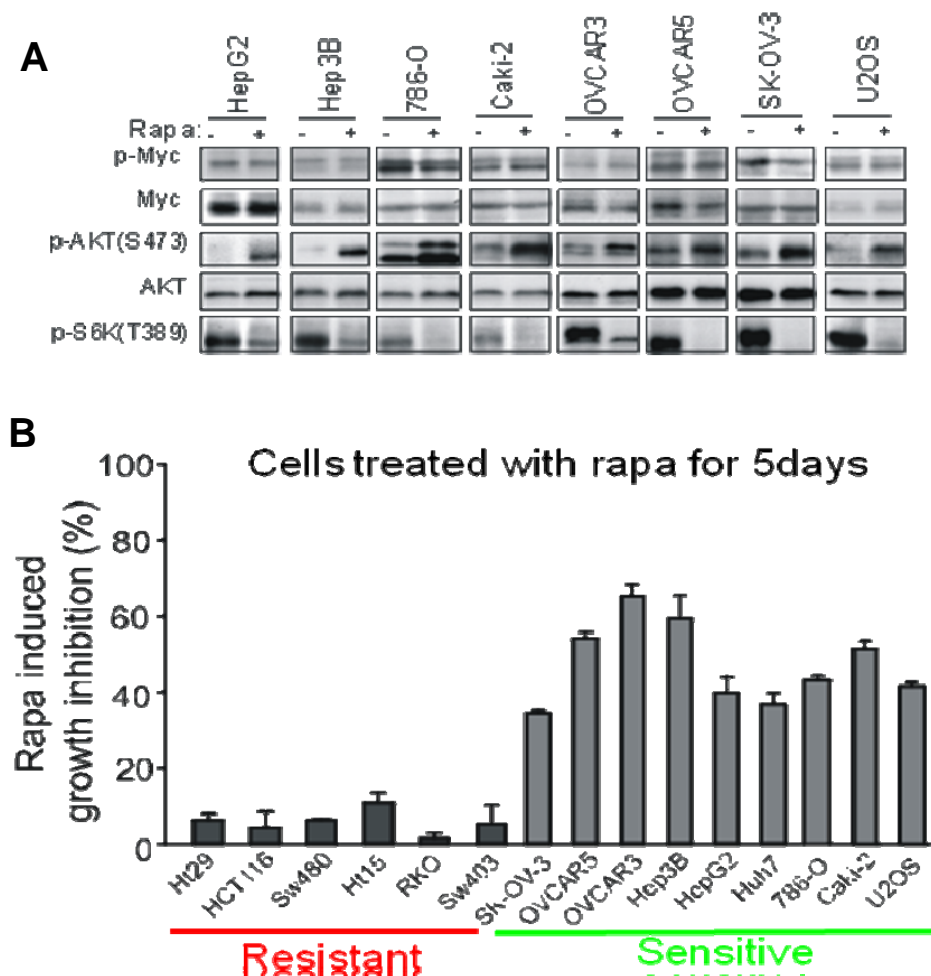 A
HepG2 Hep3B 786-O Caki-2 OVCAR3 OVCAR5 SK-OV-3 U2OS
Rapa: - + - + - + - + - + - + - + - +
p-Myc
Myc
p-AKT(S473)
AKT
p-S6K(T389)
B
Cells treated with rapa for 5days
Rapa induced
growth inhibition (%)
100
80
60
40
20
0
Ht29 HCT116 Sw480 Ht15 RKO Sw403 Sk-OV-3 OVCAR5 OVCAR3 Hep3B HepG2 Huh7 786-O Caki-2 U2OS
Resistant Sensitive